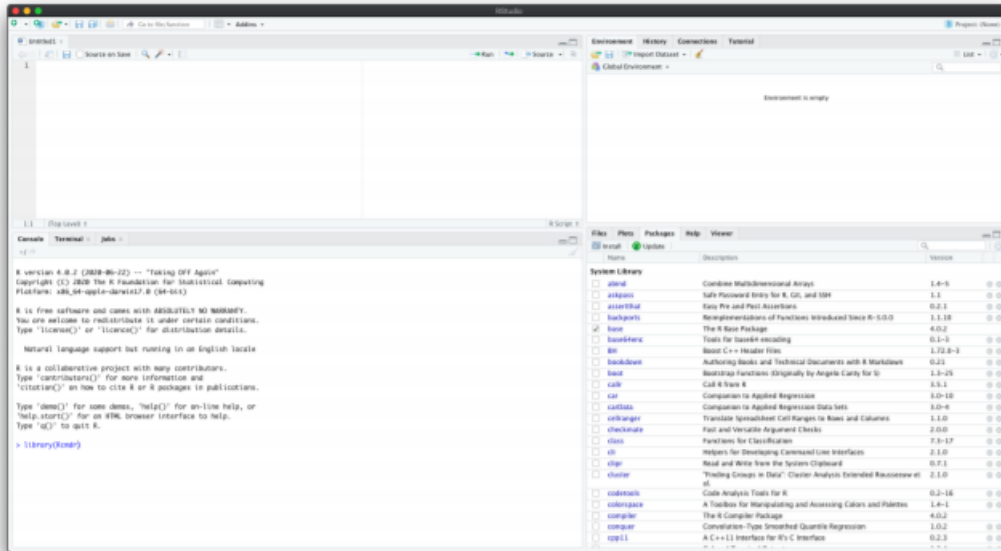 RStudio
Go to file/function
Addins
Project: (None)
Untitled1
Source on Save
Run
Source
1
1:1
(Top Level)
R Script
Console Terminal Jobs
R version 4.0.2 (2020-06-22) -- "Taking Off Again"
Copyright (C) 2020 The R Foundation for Statistical Computing
Platform: x86_64-apple-darwin17.0 (64-bit)
R is free software and comes with ABSOLUTELY NO WARRANTY.
You are welcome to redistribute it under certain conditions.
Type 'license()' or 'licence()' for distribution details.
Natural language support but running in an English locale
R is a collaborative project with many contributors.
Type 'contributors()' for more information and
'citation()' on how to cite R or R packages in publications.
Type 'demo()' for some demos, 'help()' for on-line help, or
'help.start()' for an HTML browser interface to help.
Type 'q()' to quit R.
> library(Rcmdr)
Environment History Connections Tutorial
Import Dataset
List
Global Environment
Environment is empty
Files Plots Packages Help Viewer
Install Update
Name Description Version
System Library
abind Combine Multidimensional Arrays 1.4-5
askpass Safe Password Entry for R, Git, and SSH 1.1
assertthat Easy Pre and Post Assertions 0.2.1
backports Reimplementations of Functions Introduced Since R-3.0.0 1.1.10
base The R Base Package 4.0.2
base64enc Tools for base64 encoding 0.1-3
BH Boost C++ Header Files 1.72.0-3
bookdown Authoring Books and Technical Documents with R Markdown 0.21
boot Bootstrap Functions (Originally by Angelo Canty for S) 1.3-25
callr Call R from R 3.5.1
car Companion to Applied Regression 3.0-10
carData Companion to Applied Regression Data Sets 3.0-4
cellranger Translate Spreadsheet Cell Ranges to Rows and Columns 1.1.0
checkmate Fast and Versatile Argument Checks 2.0.0
class Functions for Classification 7.3-17
cli Helpers for Developing Command Line Interfaces 2.1.0
clipr Read and Write from the System Clipboard 0.7.1
cluster "Finding Groups in Data": Cluster Analysis Extended Rousseeuw et al. 2.1.0
codetools Code Analysis Tools for R 0.2-16
colorspace A Toolbox for Manipulating and Assessing Colors and Palettes 1.4-1
compiler The R Compiler Package 4.0.2
conquer Convolution-Type Smoothed Quantile Regression 1.0.2
cpp11 A C++11 Interface for R's C Interface 0.2.3